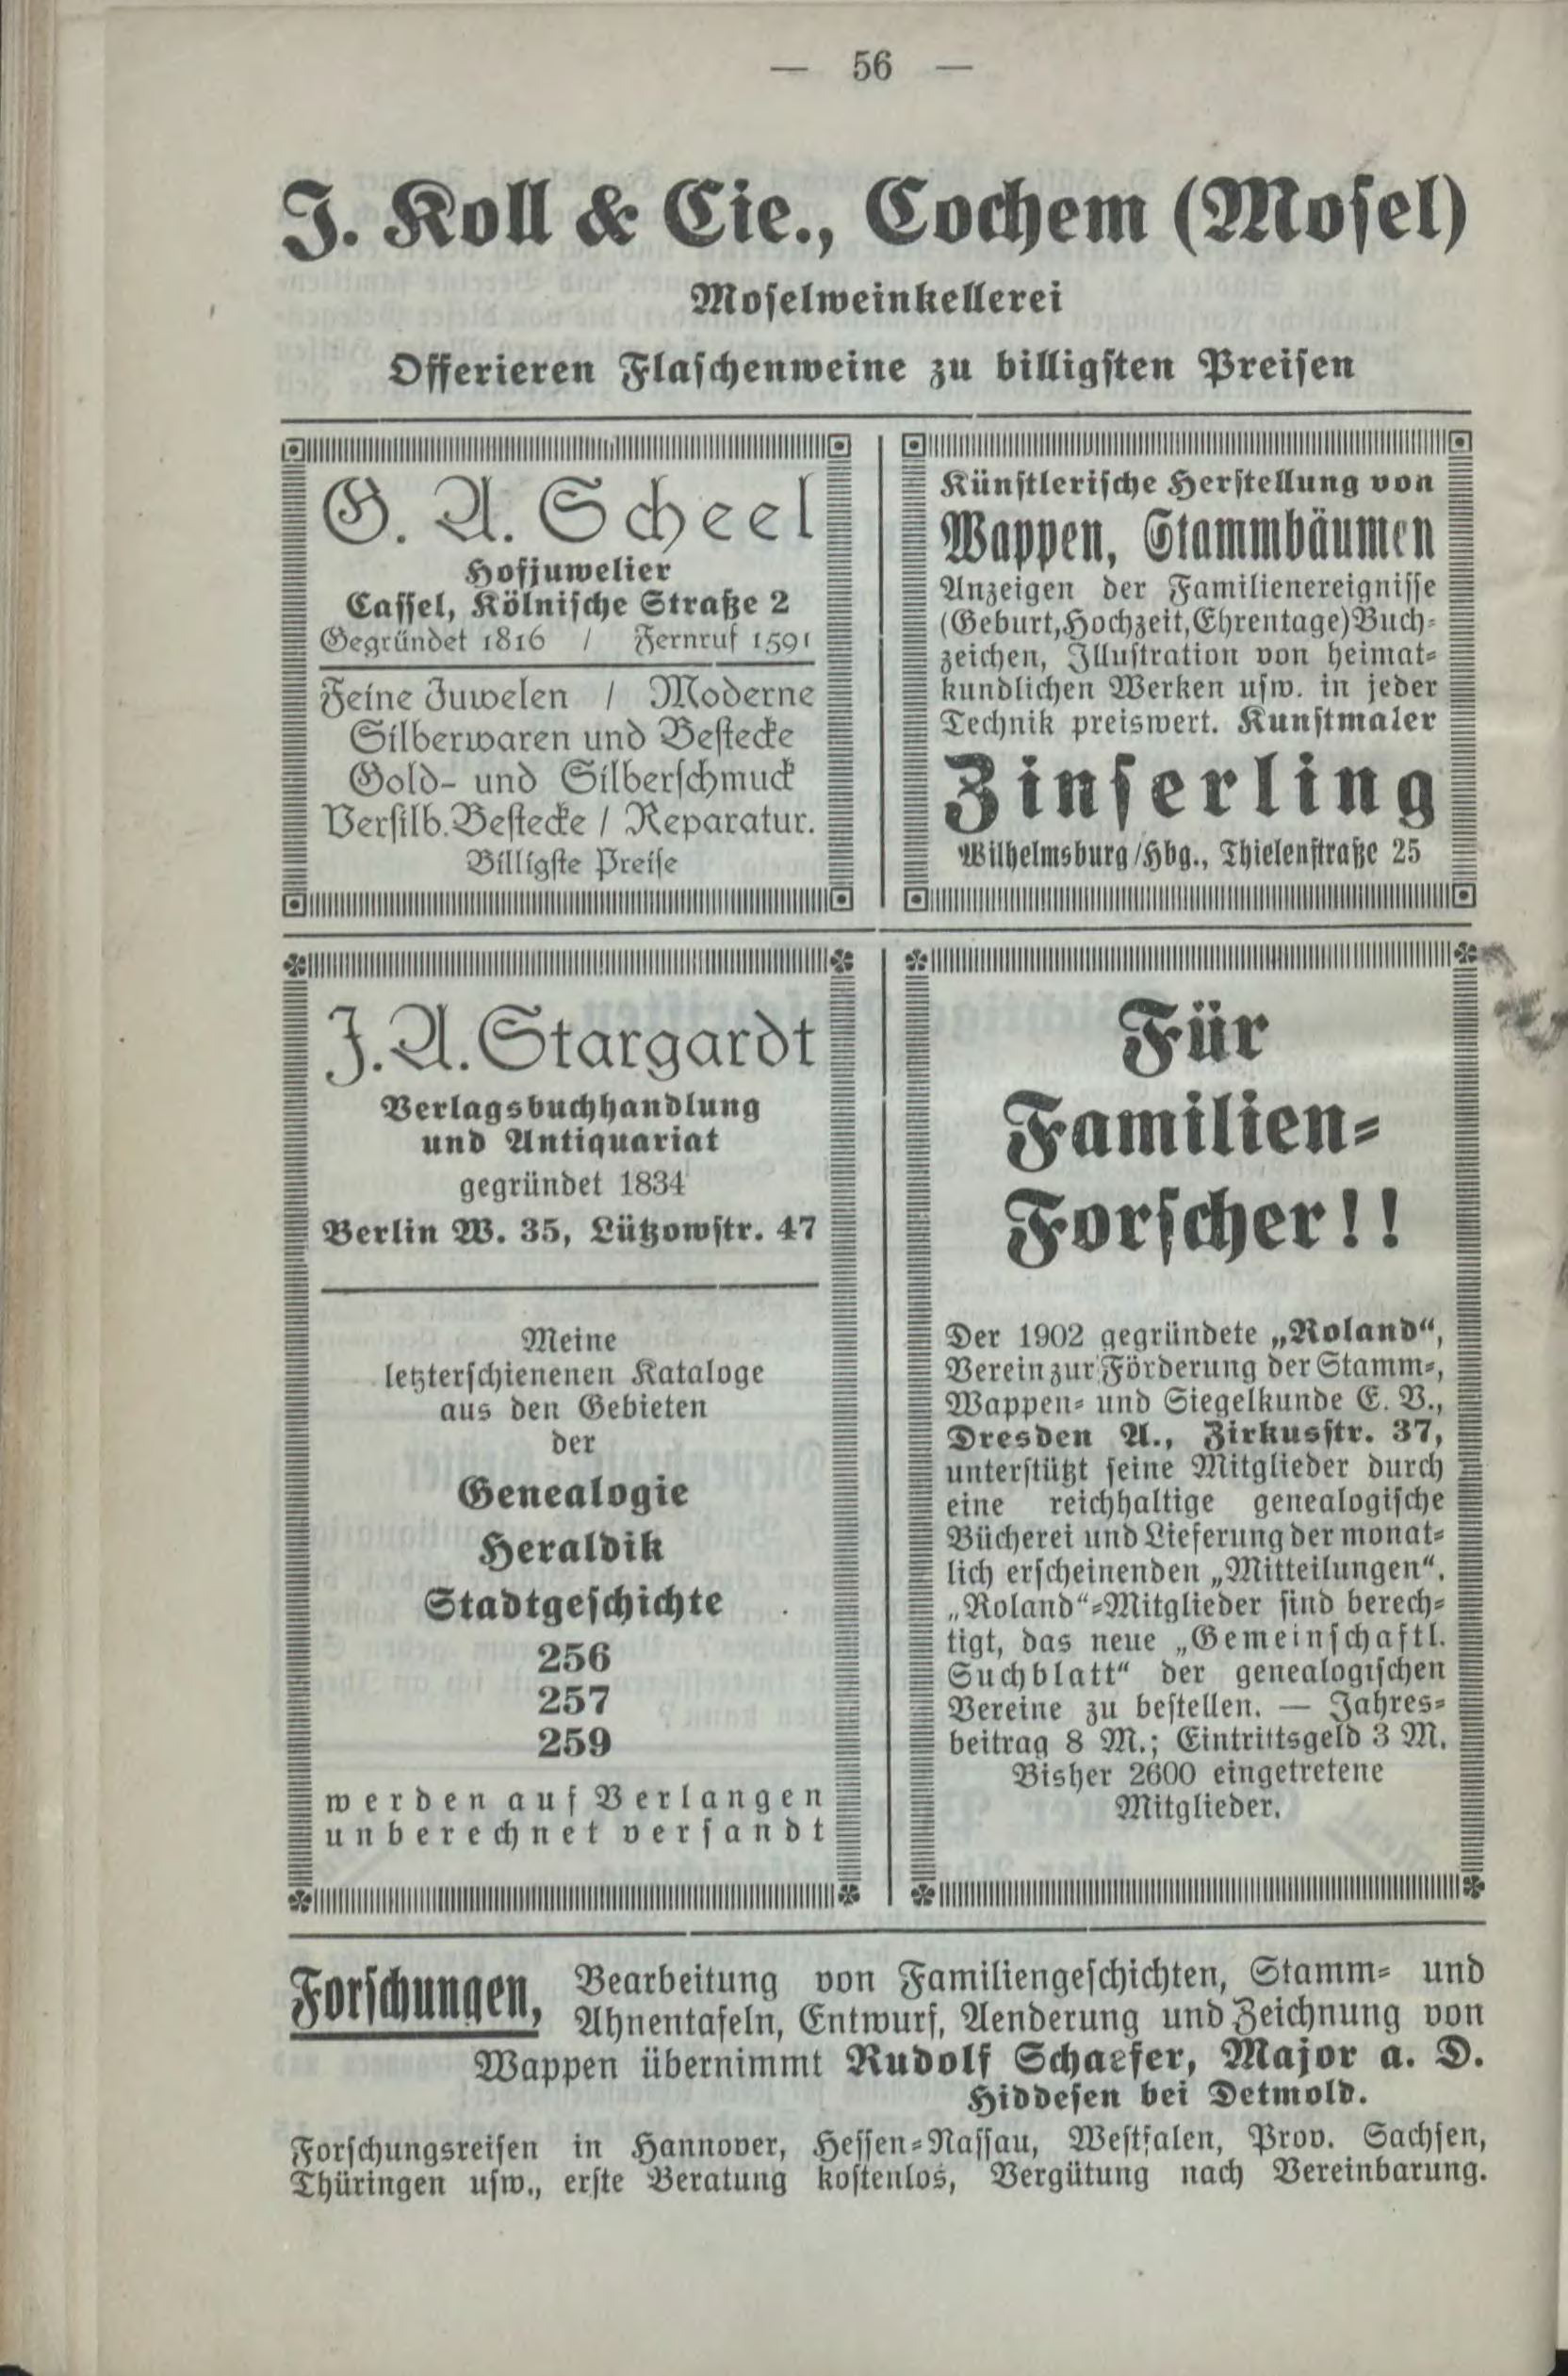 — 56 —
J. Koll & Cie., Cochem (Mosel)
Moselweinkellerei
Offerieren Flaschenweine zu billigsten Preisen
G. A. Scheel
Hofjuwelier
Cassel, Kölnische Straße 2
Gegründet 1816 / Fernruf 1591
Feine Juwelen / Moderne
Silberwaren und Bestecke
Gold- und Silberschmuck
Versilb. Bestecke / Reparatur.
Billigste Preise
Künstlerische Herstellung von
Wappen, Stammbäumen
Anzeigen der Familienereignisse
(Geburt, Hochzeit, Ehrentage) Buch-
zeichen, Illustration von heimat-
kundlichen Werken usw. in jeder
Technik preiswert. Kunstmaler
Zinserling
Wilhelmsburg/Hbg., Thielenstraße 25
J. A. Stargardt
Verlagsbuchhandlung
und Antiquariat
gegründet 1834
Berlin W. 35, Lützowstr. 47
Meine
letzterschienenen Kataloge
aus den Gebieten
der
Genealogie
Heraldik
Stadtgeschichte
256
257
259
werden auf Verlangen
unberechnet versandt
Für
Familien-
Forscher!!
Der 1902 gegründete „Roland“,
Verein zur Förderung der Stamm-,
Wappen- und Siegelkunde E. V.,
Dresden A., Zirkusstr. 37,
unterstützt seine Mitglieder durch
eine reichhaltige genealogische
Bücherei und Lieferung der monat-
lich erscheinenden „Mitteilungen“.
„Roland“-Mitglieder sind berech-
tigt, das neue „Gemeinschaftl.
Suchblatt“ der genealogischen
Vereine zu bestellen. — Jahres-
beitrag 8 M.; Eintrittsgeld 3 M.
Bisher 2600 eingetretene
Mitglieder.
Forschungen, Bearbeitung von Familiengeschichten, Stamm- und
Ahnentafeln, Entwurf, Aenderung und Zeichnung von
Wappen übernimmt Rudolf Schaefer, Major a. D.
Hiddesen bei Detmold.
Forschungsreisen in Hannover, Hessen-Nassau, Westfalen, Prov. Sachsen,
Thüringen usw., erste Beratung kostenlos, Vergütung nach Vereinbarung.